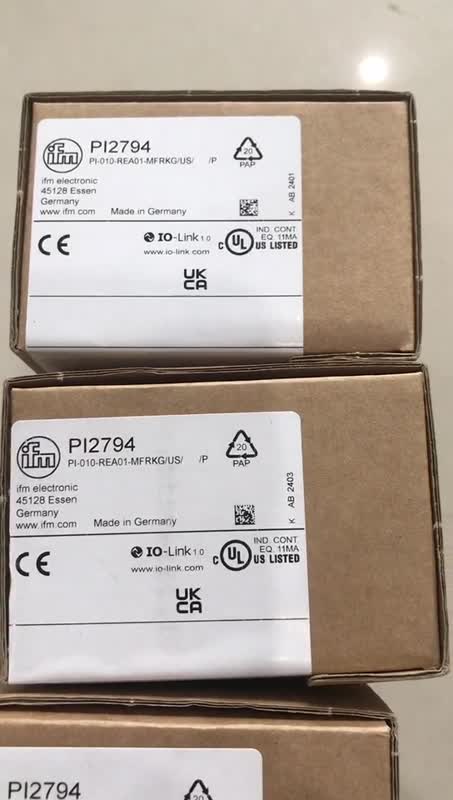 ifm
PI2794
PI-010-REA01-MFRKG/US/ /P
20
PAP
ifm electronic
45128 Essen
Germany
www.ifm.com Made in Germany
K AB 2401
CE
IO-Link 1.0
www.io-link.com
c UL US LISTED
IND. CONT.
EQ. 11MA
UK
CA
ifm
PI2794
PI-010-REA01-MFRKG/US/ /P
20
PAP
ifm electronic
45128 Essen
Germany
www.ifm.com Made in Germany
K AB 2403
CE
IO-Link 1.0
www.io-link.com
c UL US LISTED
IND. CONT.
EQ. 11MA
UK
CA
PI2794
20